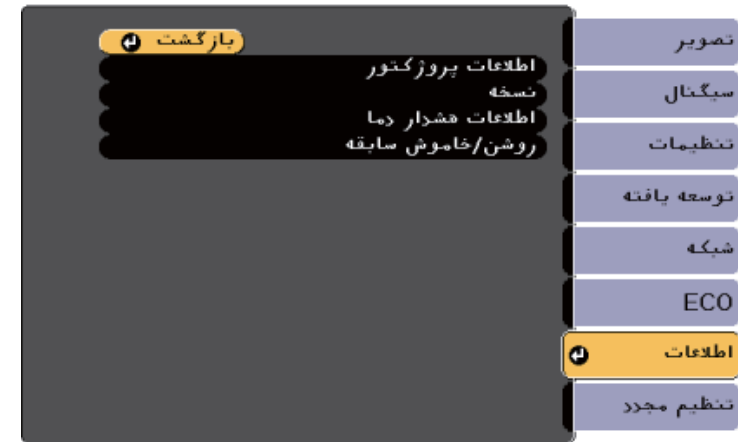 تصویر
سیگنال
تنظیمات
توسعه یافته
شبکه
ECO
اطلاعات
تنظیم مجدد
بازگشت
اطلاعات پروژکتور
نسخه
اطلاعات هشدار دما
روشن/خاموش سابقه